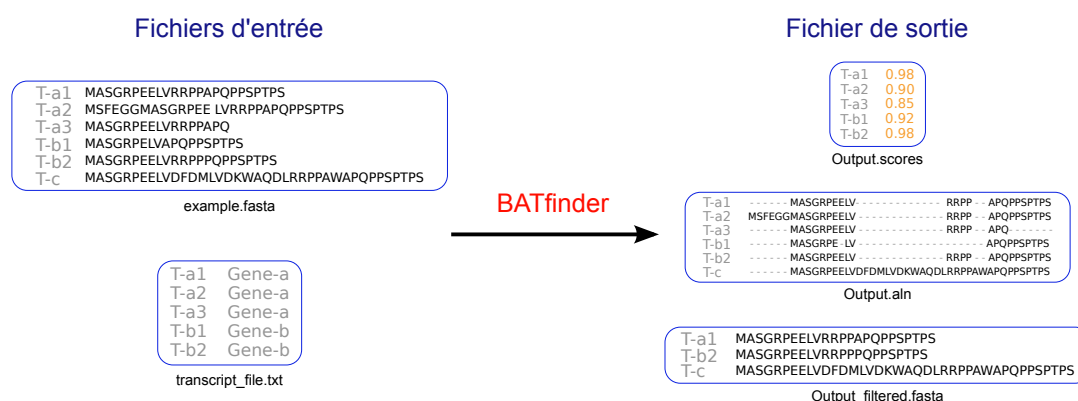 Fichiers d'entrée
T-a1 MASGRPEELVRRPPAPQPPSPTPS
T-a2 MSFEGGMASGRPEE LVRRPPAPQPPSPTPS
T-a3 MASGRPEELVRRPPAPQ
T-b1 MASGRPELVAPQPPSPTPS
T-b2 MASGRPEELVRRPPPQPPSPTPS
T-c MASGRPEELVDFDMLVDKWAQDLRRPPAWAPQPPSPTPS
example.fasta
T-a1 Gene-a
T-a2 Gene-a
T-a3 Gene-a
T-b1 Gene-b
T-b2 Gene-b
transcript_file.txt
BATfinder
Fichier de sortie
T-a1 0.98
T-a2 0.90
T-a3 0.85
T-b1 0.92
T-b2 0.98
Output.scores
T-a1 ------MASGRPEELV-------------RRPP--APQPPSPTPS
T-a2 MSFEGGMASGRPEELV-------------RRPP--APQPPSPTPS
T-a3 ------MASGRPEELV-------------RRPP--APQ-------
T-b1 ------MASGRPE-LV-------------------APQPPSPTPS
T-b2 ------MASGRPEELV-------------RRPP--APQPPSPTPS
T-c ------MASGRPEELVDFDMLVDKWAQDLRRPPAWAPQPPSPTPS
Output.aln
T-a1 MASGRPEELVRRPPAPQPPSPTPS
T-b2 MASGRPEELVRRPPPQPPSPTPS
T-c MASGRPEELVDFDMLVDKWAQDLRRPPAWAPQPPSPTPS
Output_filtered.fasta